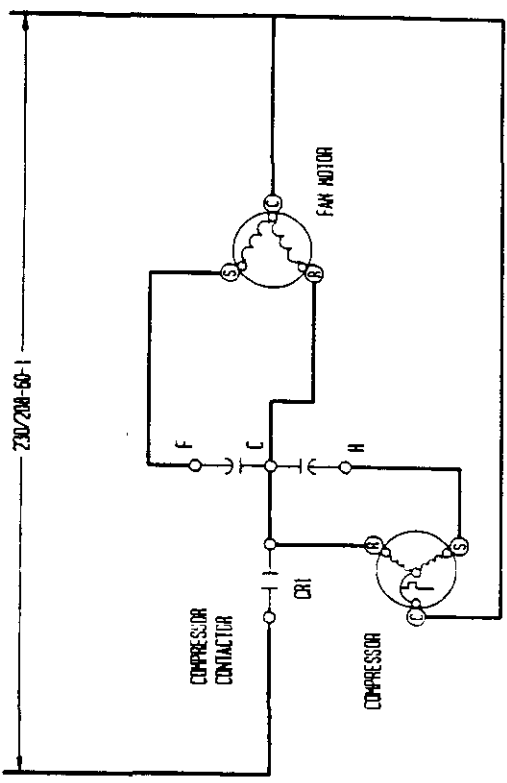 230/208-60-1
COMPRESSOR
CONTACTOR
CR1
F
C
H
S
C
R
FAN MOTOR
R
S
C
COMPRESSOR